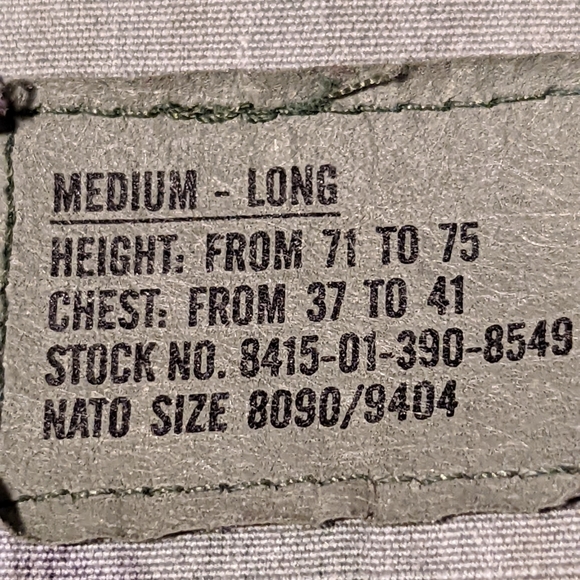 MEDIUM - LONG
HEIGHT: FROM 71 TO 75
CHEST: FROM 37 TO 41
STOCK NO. 8415-01-390-8549
NATO SIZE 8090/9404